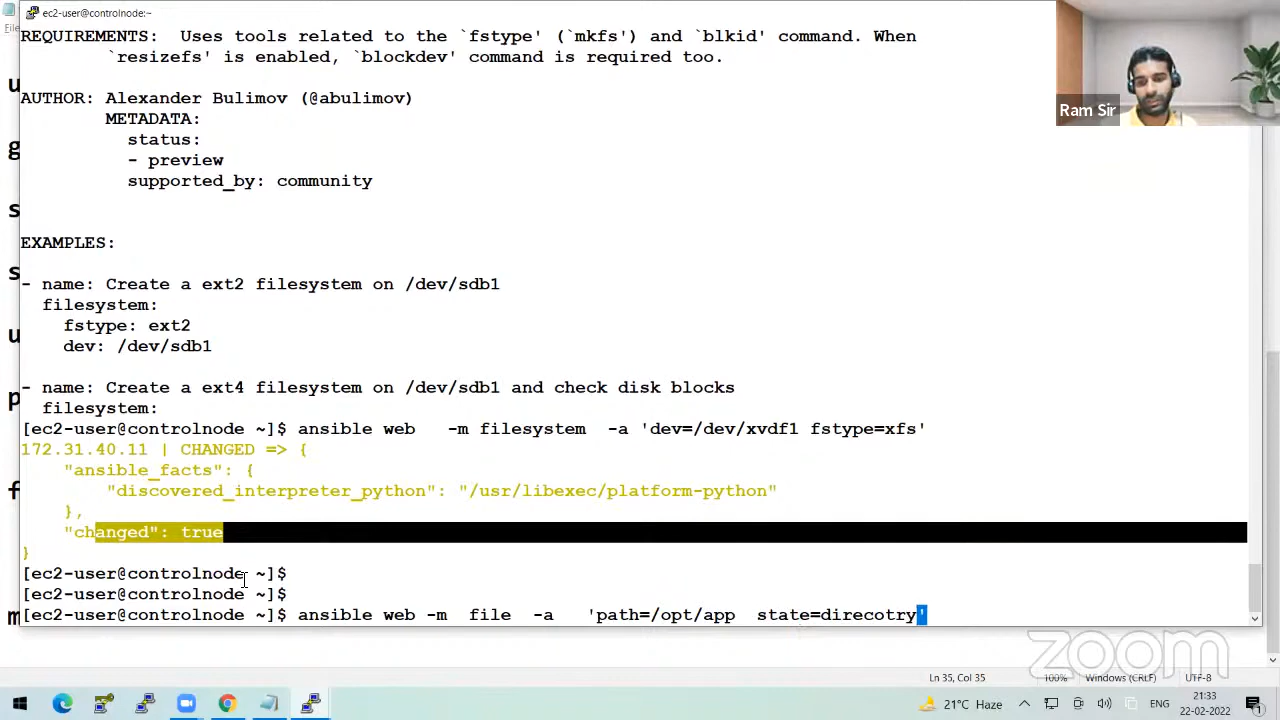 ec2-user@controlnode:~
REQUIREMENTS:  Uses tools related to the `fstype' (`mkfs') and `blkid' command. When
        `resizefs' is enabled, `blockdev' command is required too.
AUTHOR: Alexander Bulimov (@abulimov)
        METADATA:
          status:
          - preview
          supported_by: community
EXAMPLES:
- name: Create a ext2 filesystem on /dev/sdb1
  filesystem:
    fstype: ext2
    dev: /dev/sdb1
- name: Create a ext4 filesystem on /dev/sdb1 and check disk blocks
  filesystem:
[ec2-user@controlnode ~]$ ansible web   -m filesystem  -a 'dev=/dev/xvdf1 fstype=xfs'
172.31.40.11 | CHANGED => {
    "ansible_facts": {
        "discovered_interpreter_python": "/usr/libexec/platform-python"
    },
    "changed": true
}
[ec2-user@controlnode ~]$
[ec2-user@controlnode ~]$
[ec2-user@controlnode ~]$ ansible web -m  file  -a   'path=/opt/app  state=direcotry'
Ram Sir
zoom
Ln 35, Col 35
100%
Windows (CRLF)
UTF-8
21°C Haze
ENG
21:33
22-02-2022
1